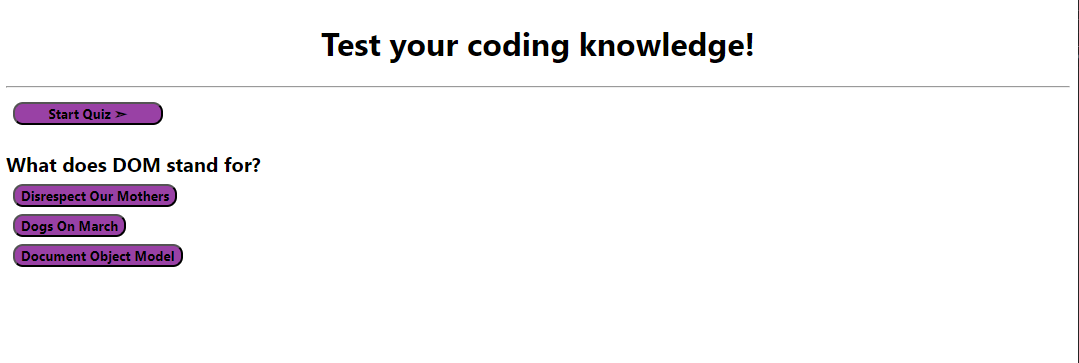 Test your coding knowledge!
Start Quiz ➣
What does DOM stand for?
Disrespect Our Mothers
Dogs On March
Document Object Model